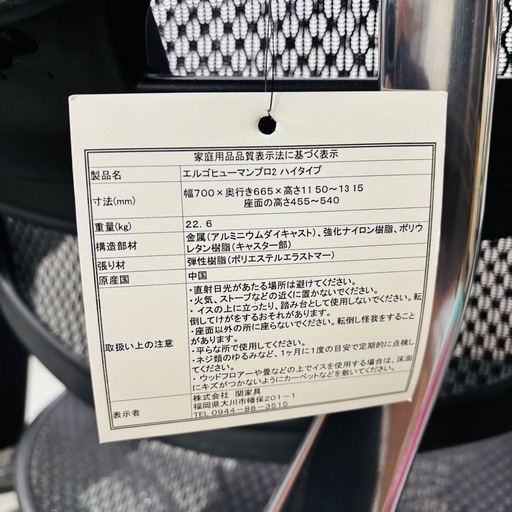 家庭用品品質表示法に基づく表示
製品名 エルゴヒューマンプロ2 ハイタイプ
寸法(mm) 幅700×奥行き665×高さ1150～1315
座面の高さ455～540
重量(kg) 22.6
構造部材 金属(アルミニウムダイキャスト)、強化ナイロン樹脂、ポリウ
レタン樹脂(キャスター部)
張り材 弾性樹脂(ポリエステルエラストマー)
原産国 中国
取扱い上の注意
・直射日光があたる場所は避けてください。
・火気、ストーブなどの近くに置かないでください。
・イスの上に立ったり、踏み台として使用しないでください。転
倒してけがをするおそれがあります。
・座面以外の所に座らないでください。転倒し怪我をすることこ
があります。
・平らな所で使用してください。
・ネジ類のゆるみなど、1ヶ月に1度の目安で定期的に点検し
てください。
・ウッドフロアーや畳などの上でイスを使用する場合は、床面
にキズがつかないようにカーペットなどを敷いてください。
表示者 株式会社 関家具
福岡県大川市幡保201-1
TEL 0944-88-3515